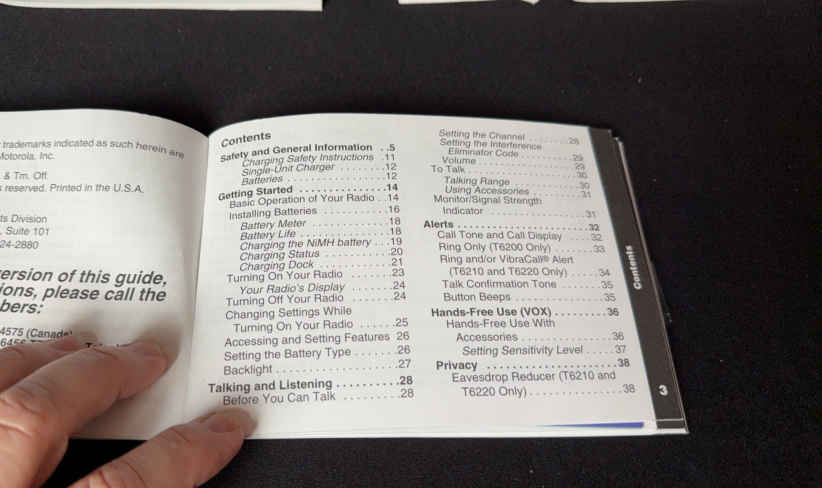 trademarks indicated as such herein are
Motorola, Inc.
& Tm. Off.
reserved. Printed in the U.S.A.
ts Division
, Suite 101
24-2880
ersion of this guide,
ions, please call the
bers:
4575 (Canada)
Contents
Safety and General Information . .5
Charging Safety Instructions .11
Single-Unit Charger . . . . . . . .12
Batteries . . . . . . . . . . . . . . . . .12
Getting Started . . . . . . . . . . . . . .14
Basic Operation of Your Radio . .14
Installing Batteries . . . . . . . . . . .16
Battery Meter . . . . . . . . . . . . .18
Battery Life . . . . . . . . . . . . . .18
Charging the NiMH battery . . .19
Charging Status . . . . . . . . . . .20
Charging Dock . . . . . . . . . . . .21
Turning On Your Radio . . . . . . . .23
Your Radio's Display . . . . . . .24
Turning Off Your Radio . . . . . . .24
Changing Settings While
Turning On Your Radio . . . . . .25
Accessing and Setting Features 26
Setting the Battery Type . . . . . . .26
Backlight . . . . . . . . . . . . . . . . . . .27
Talking and Listening . . . . . . . . . .28
Before You Can Talk . . . . . . . . .28
Setting the Channel . . . . . . . .28
Setting the Interference
Eliminator Code . . . . . . . . . .29
Volume . . . . . . . . . . . . . . . . . . .29
To Talk . . . . . . . . . . . . . . . . . . . .30
Talking Range . . . . . . . . . . . . .30
Using Accessories . . . . . . . . .31
Monitor/Signal Strength
Indicator . . . . . . . . . . . . . . . . . .31
Alerts . . . . . . . . . . . . . . . . . . . . . .32
Call Tone and Call Display . . . .32
Ring Only (T6200 Only) . . . . . . .33
Ring and/or VibraCall® Alert
(T6210 and T6220 Only) . . . . .34
Talk Confirmation Tone . . . . . . .35
Button Beeps . . . . . . . . . . . . . . .35
Hands-Free Use (VOX) . . . . . . . . .36
Hands-Free Use With
Accessories . . . . . . . . . . . . . . .36
Setting Sensitivity Level . . . . .37
Privacy . . . . . . . . . . . . . . . . . . . . .38
Eavesdrop Reducer (T6210 and
T6220 Only) . . . . . . . . . . . . . . .38
Contents
3